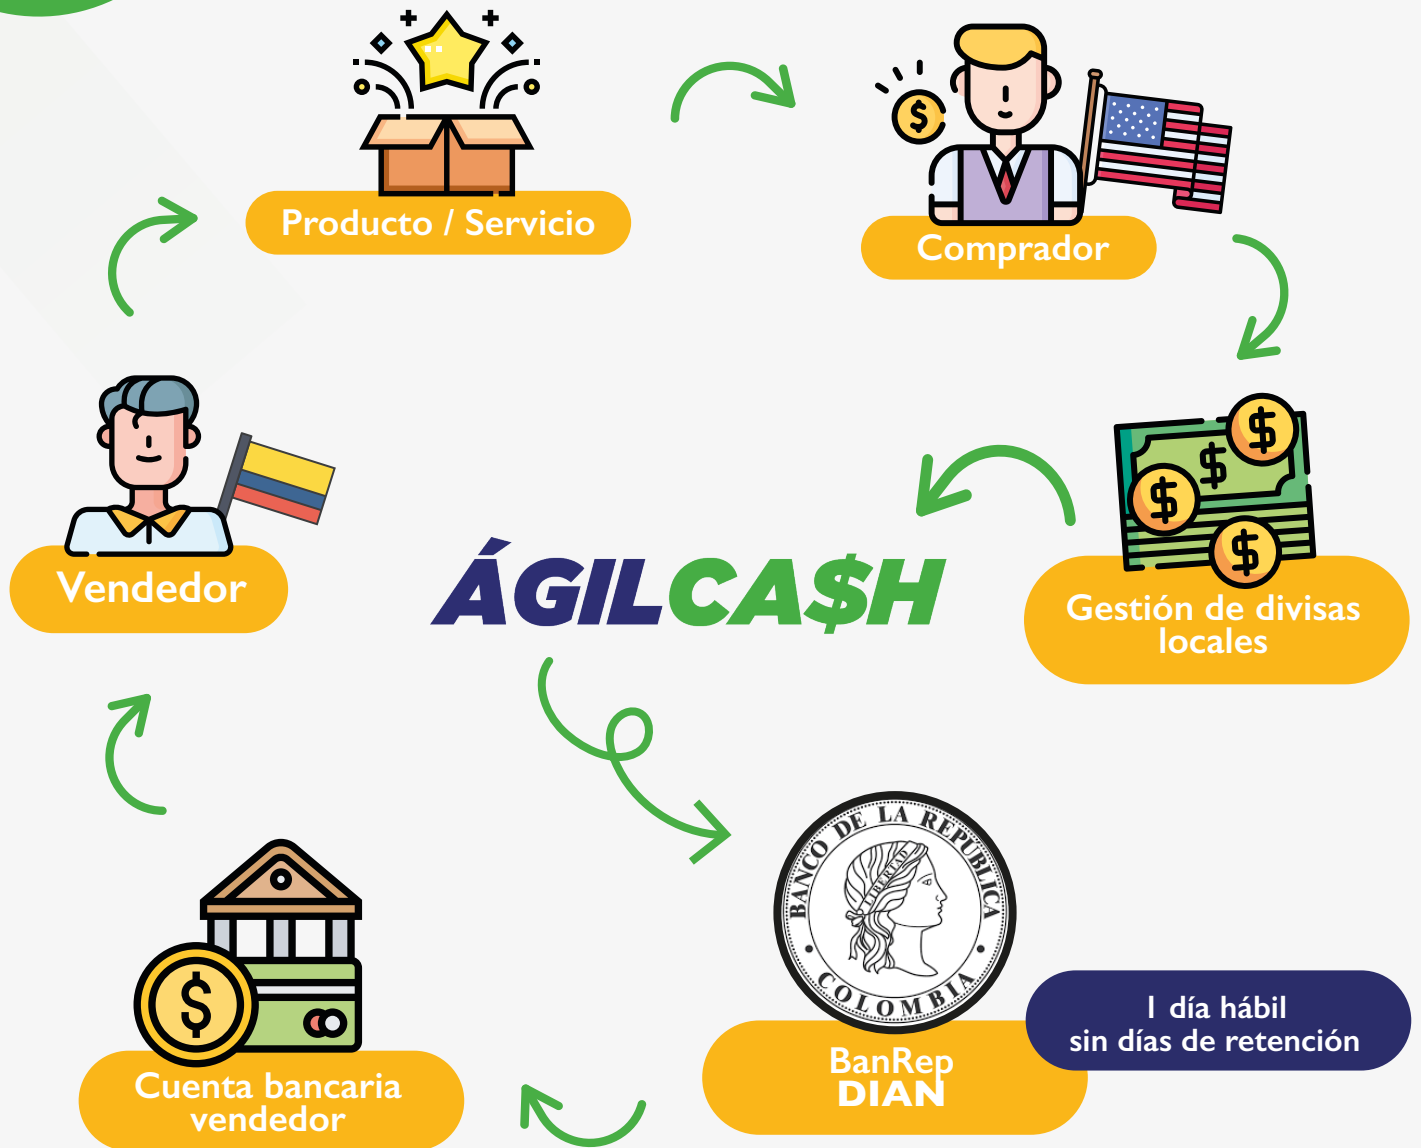 Producto / Servicio
Comprador
Vendedor
ÁGILCA$H
Gestión de divisas
locales
BANCO DE LA REPÚBLICA
LIBERTAD
COLOMBIA
1 día hábil
sin días de retención
BanRep
DIAN
Cuenta bancaria
vendedor